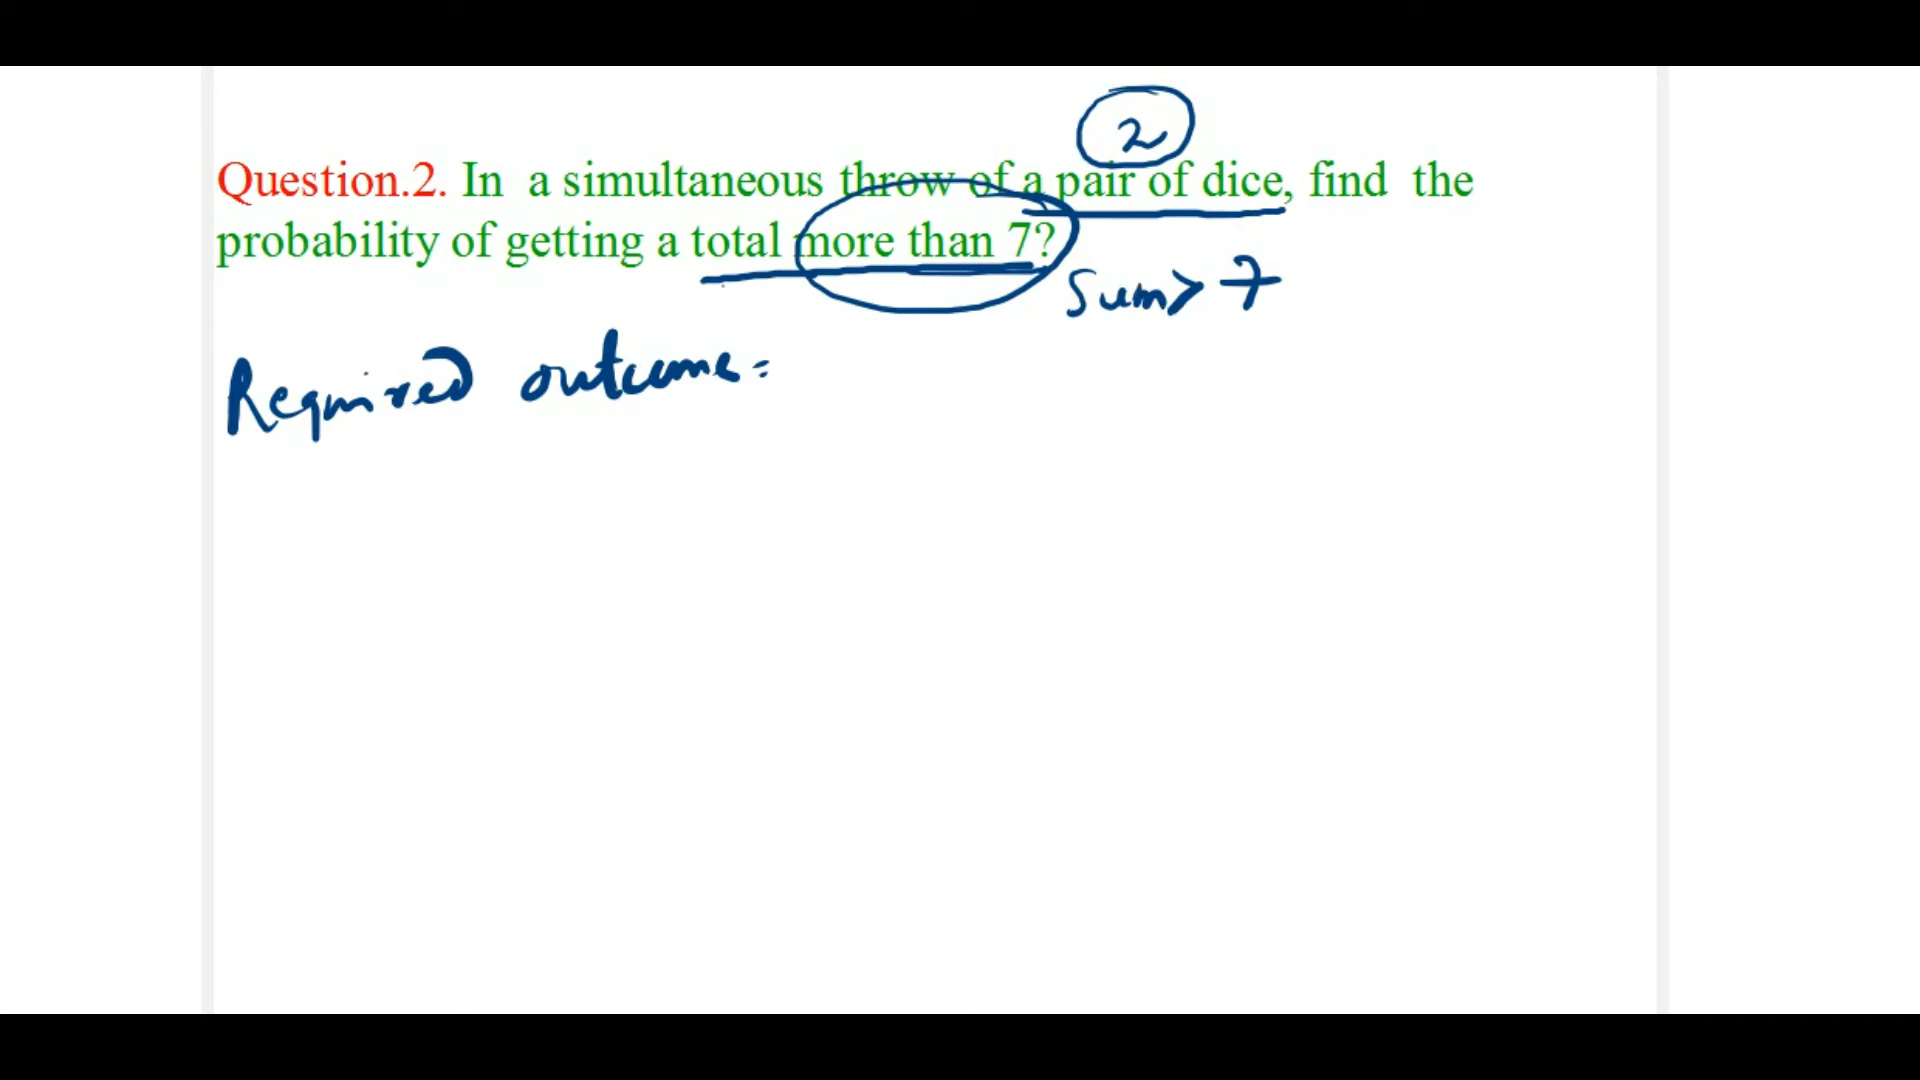 2
Question.2. In a simultaneous throw of a pair of dice, find the
probability of getting a total more than 7?
Sum > 7
Required outcome =